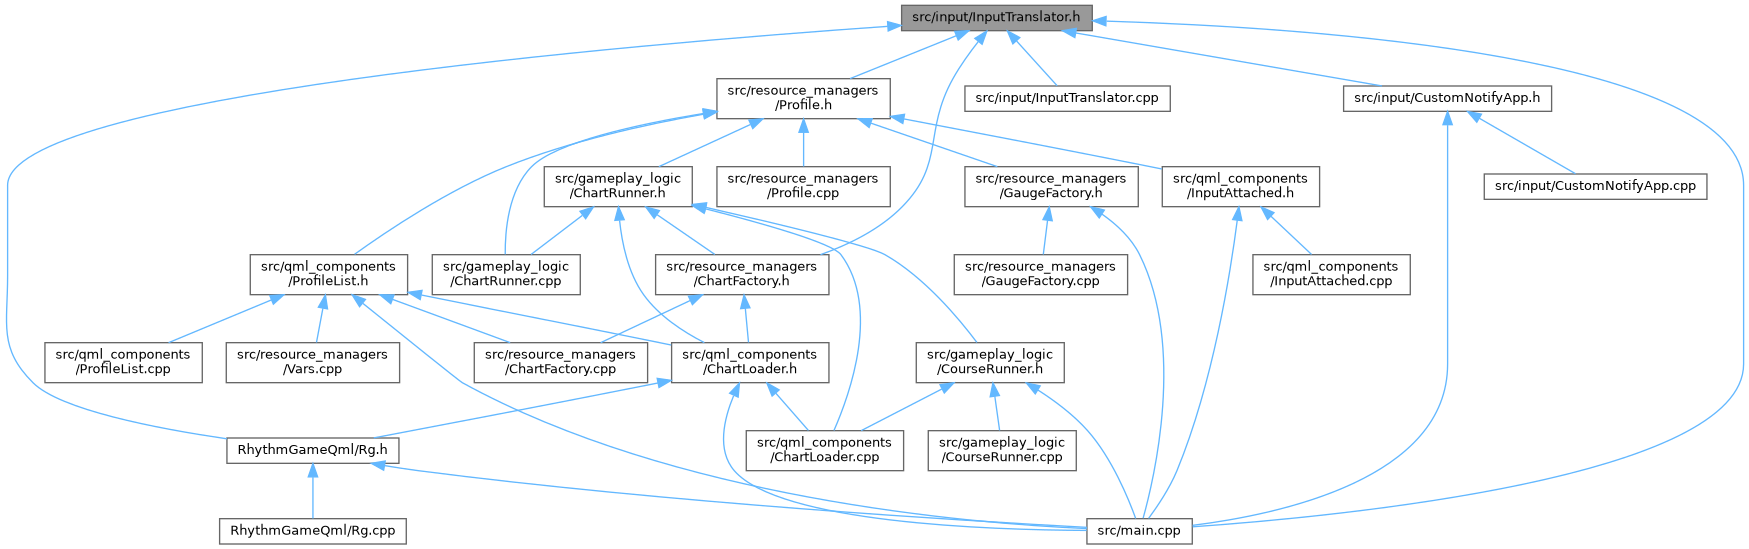 src/input/InputTranslator.h
src/resource_managers
/Profile.h
src/input/InputTranslator.cpp
src/input/CustomNotifyApp.h
src/gameplay_logic
/ChartRunner.h
src/resource_managers
/Profile.cpp
src/resource_managers
/GaugeFactory.h
src/qml_components
/InputAttached.h
src/input/CustomNotifyApp.cpp
src/qml_components
/ProfileList.h
src/gameplay_logic
/ChartRunner.cpp
src/resource_managers
/ChartFactory.h
src/resource_managers
/GaugeFactory.cpp
src/qml_components
/InputAttached.cpp
src/qml_components
/ProfileList.cpp
src/resource_managers
/Vars.cpp
src/resource_managers
/ChartFactory.cpp
src/qml_components
/ChartLoader.h
src/gameplay_logic
/CourseRunner.h
RhythmGameQml/Rg.h
src/qml_components
/ChartLoader.cpp
src/gameplay_logic
/CourseRunner.cpp
RhythmGameQml/Rg.cpp
src/main.cpp